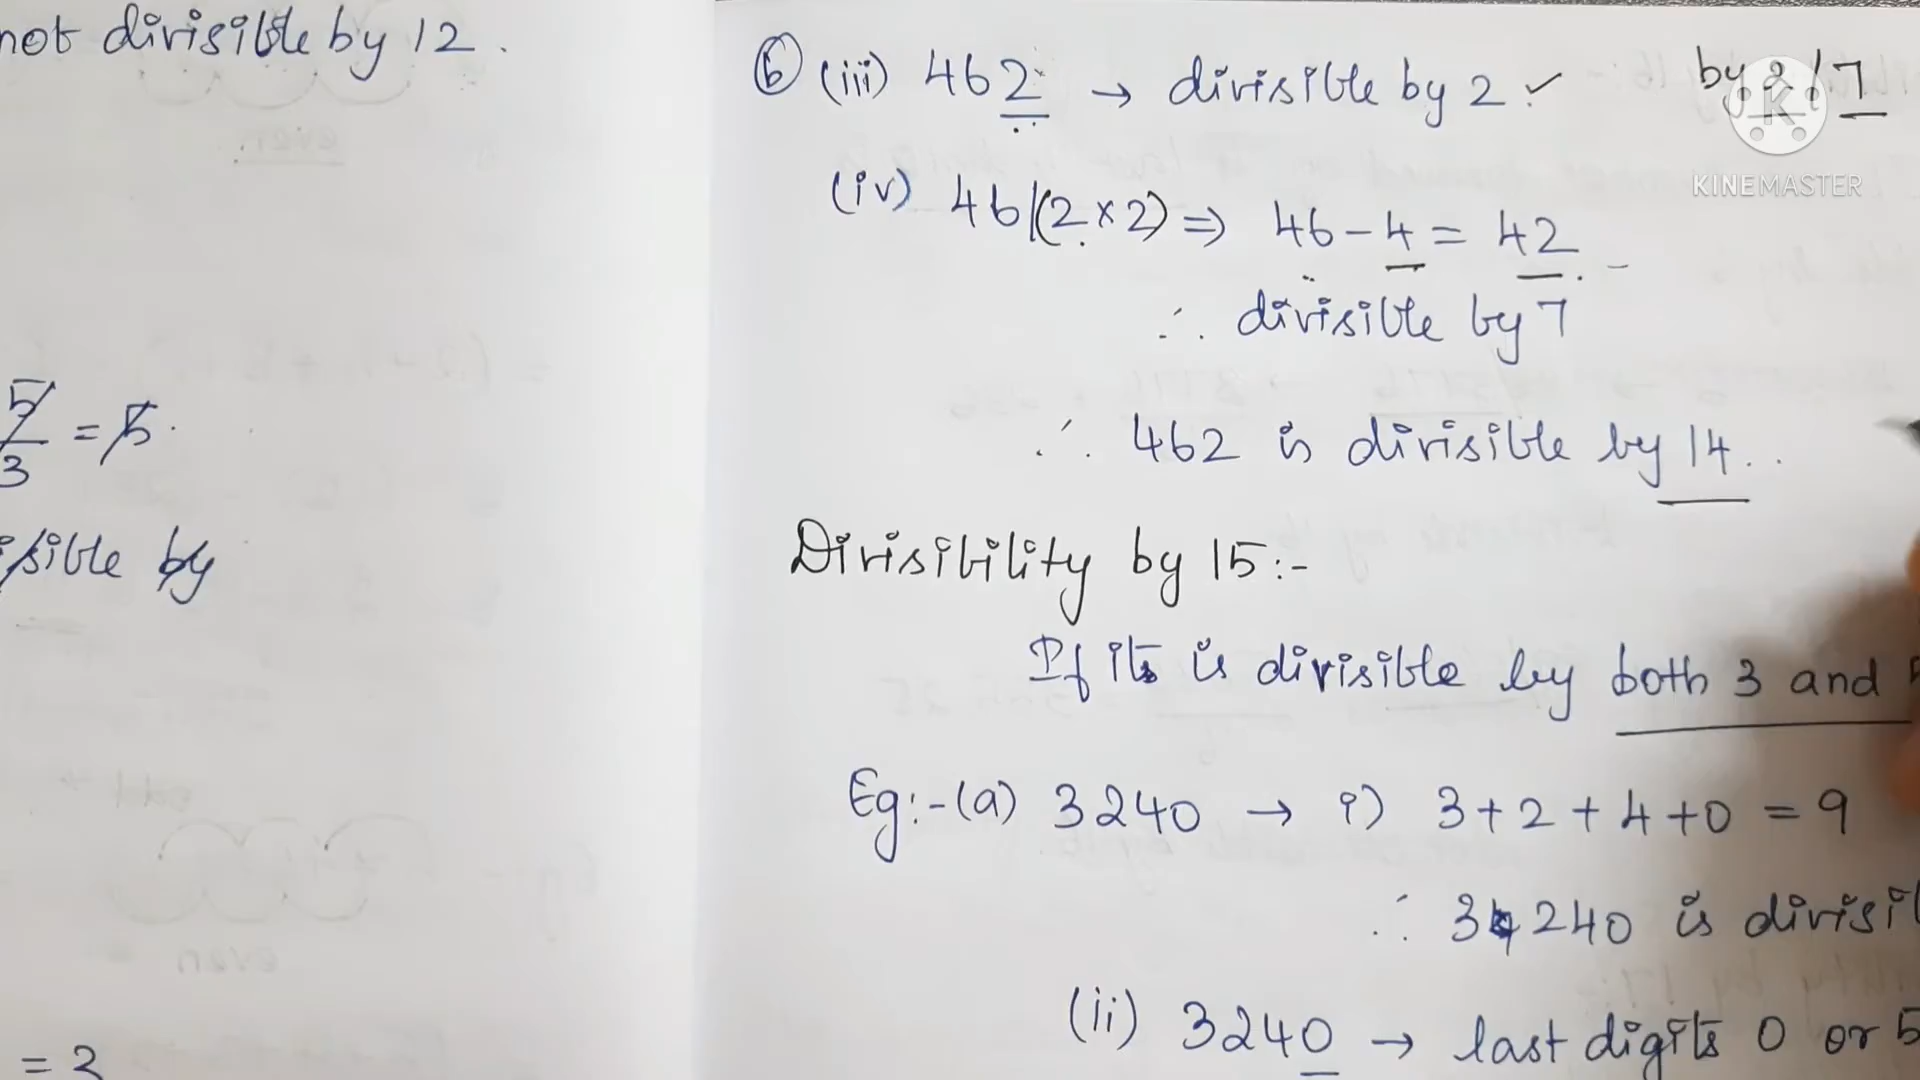 not divisible by 12.
= 5.
3
by
= 2
6 (iii) 462 → divisible by 2 ✓
by 2 7
KINEMASTER
(iv) 46|(2 × 2) ⇒ 46 - 4 = 42
∴ divisible by 7
∴ 462 is divisible by 14.
Divisibility by 15:-
If its is divisible by both 3 and
Eg:-(a) 3240 → i) 3 + 2 + 4 + 0 = 9
∴ 3240 is divisi
(ii) 3240 → last digits 0 or 5